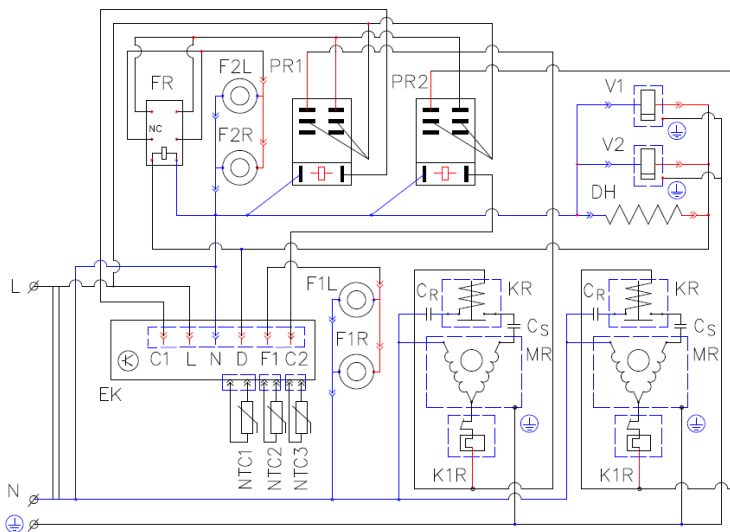 FR
F2L
PR1
PR2
V1
NC
F2R
V2
DH
L
F1L
CR
KR
CS
CR
KR
CS
C1 L N D F1 C2
F1R
MR
MR
EK
NTC1
NTC2
NTC3
K1R
K1R
N